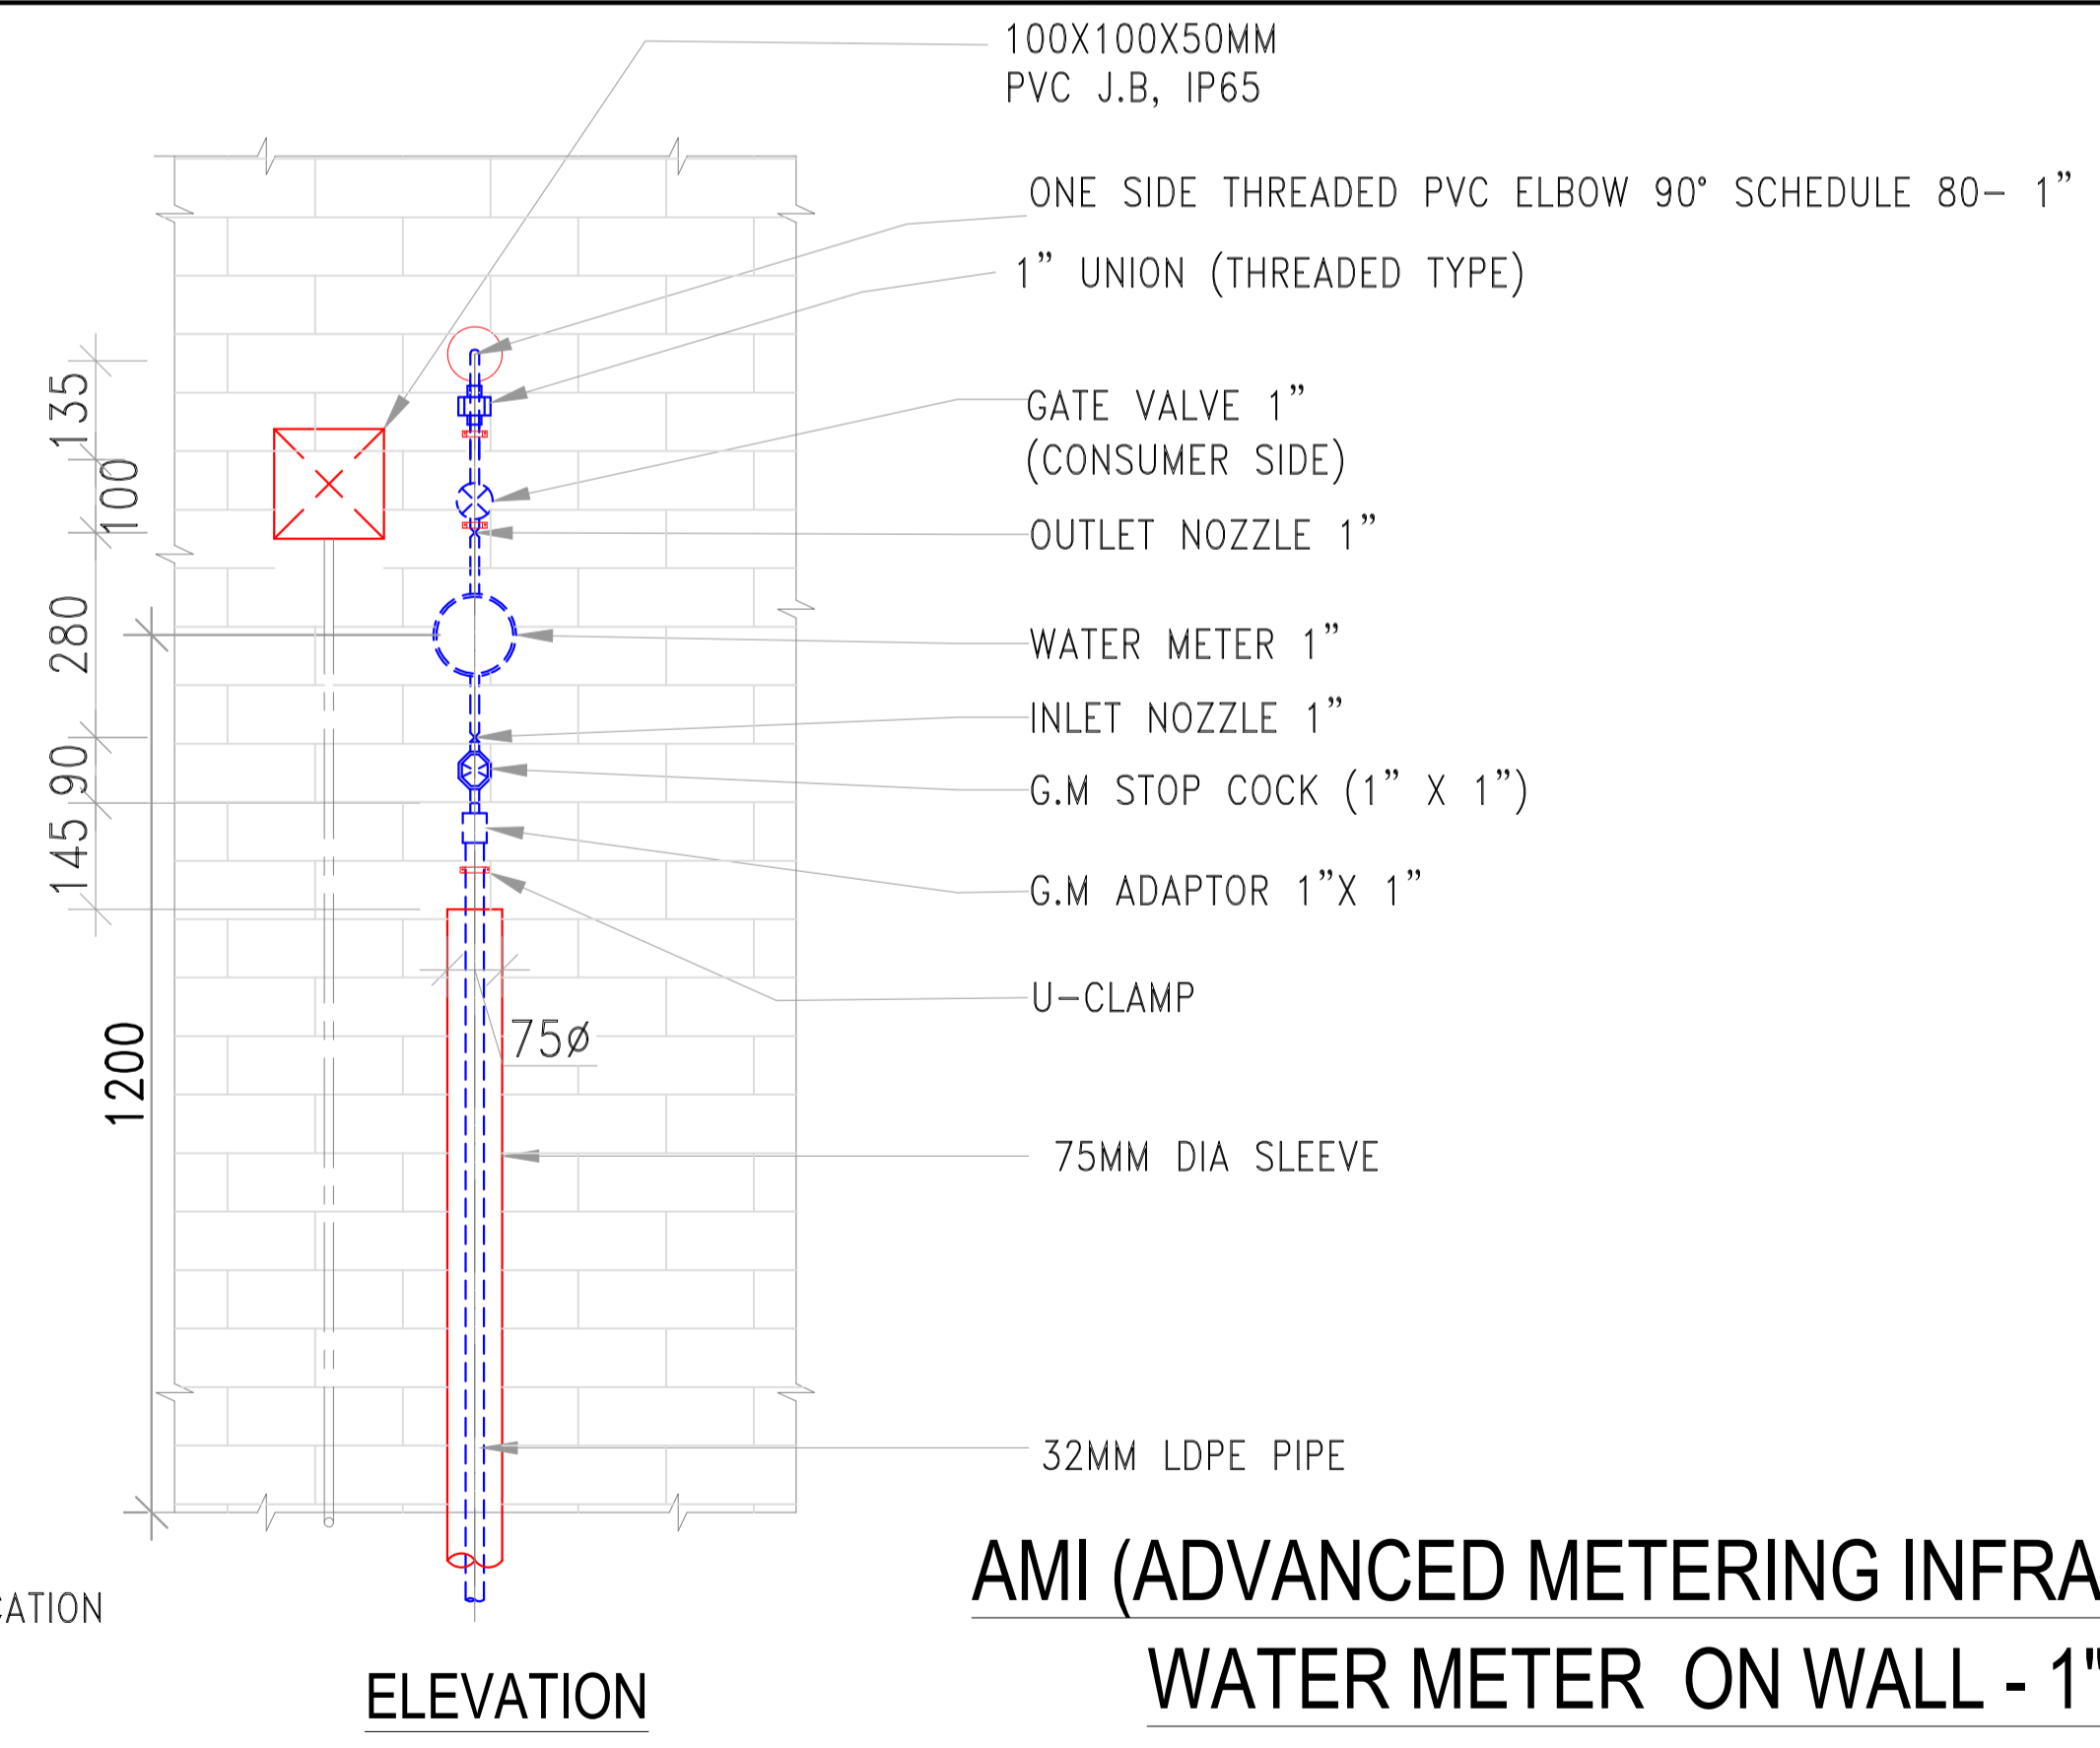 100X100X50MM
PVC J.B, IP65
ONE SIDE THREADED PVC ELBOW 90° SCHEDULE 80- 1”
1” UNION (THREADED TYPE)
GATE VALVE 1”
(CONSUMER SIDE)
OUTLET NOZZLE 1”
WATER METER 1”
INLET NOZZLE 1”
G.M STOP COCK (1” X 1”)
G.M ADAPTOR 1”X 1”
U-CLAMP
75MM DIA SLEEVE
32MM LDPE PIPE
135
100
280
90
145
1200
75ø
CATION
ELEVATION
AMI (ADVANCED METERING INFRA
WATER METER ON WALL - 1"